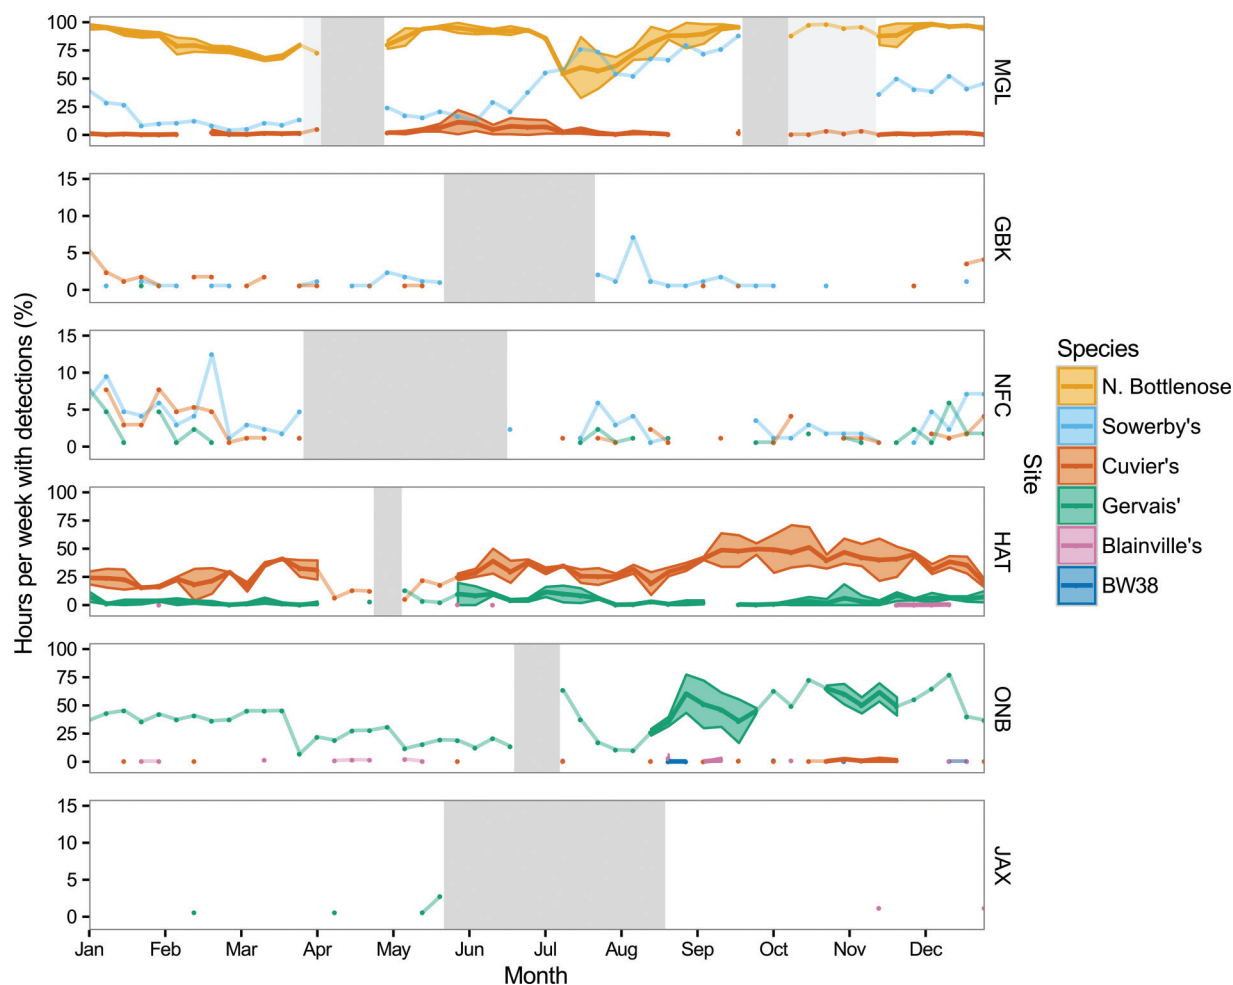 Hours per week with detections (%)
100
75
50
25
0
MGL
15
10
5
0
GBK
15
10
5
0
NFC
100
75
50
25
0
HAT
100
75
50
25
0
ONB
15
10
5
0
JAX
Site
Jan Feb Mar Apr May Jun Jul Aug Sep Oct Nov Dec
Month
Species
N. Bottlenose
Sowerby's
Cuvier's
Gervais'
Blainville's
BW38